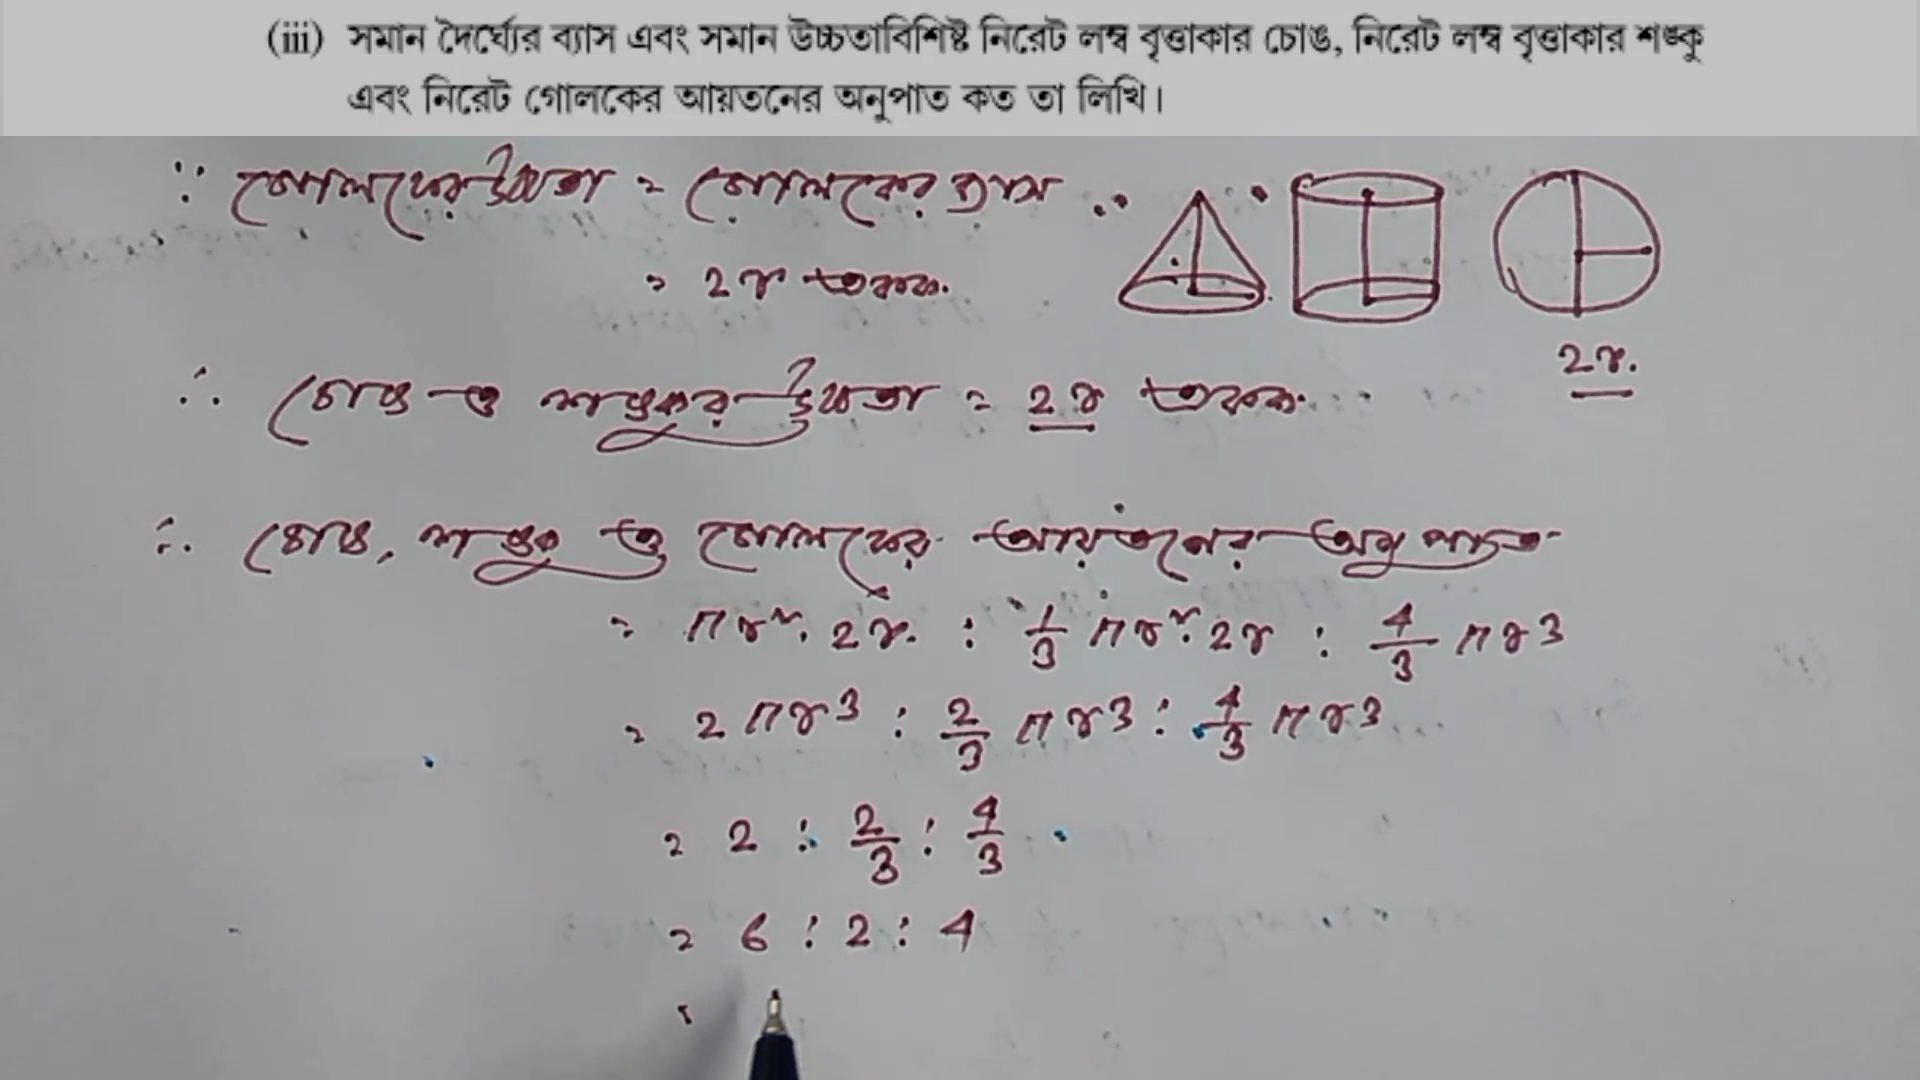 (iii) সমান দৈর্ঘ্যের ব্যাস এবং সমান উচ্চতাবিশিষ্ট নিরেট লম্ব বৃত্তাকার চোঙ, নিরেট লম্ব বৃত্তাকার শঙ্কু
এবং নিরেট গোলকের আয়তনের অনুপাত কত তা লিখি।
∵ গোলকের উচ্চতা = গোলকের ব্যাস
= 2r একক.
2r.
∴ চোঙ ও শঙ্কুর উচ্চতা = 2r একক.
∴ চোঙ, শঙ্কু ও গোলকের আয়তনের অনুপাত
= πr². 2r. : 1/3 πr². 2r : 4/3 πr3
= 2πr3 : 2/3 πr3 : 4/3 πr3
= 2 : 2/3 : 4/3
= 6 : 2 : 4